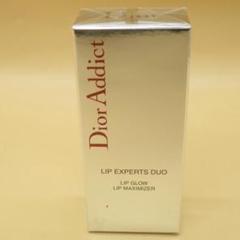 Dior Addict
LIP EXPERTS DUO
LIP GLOW
LIP MAXIMIZER